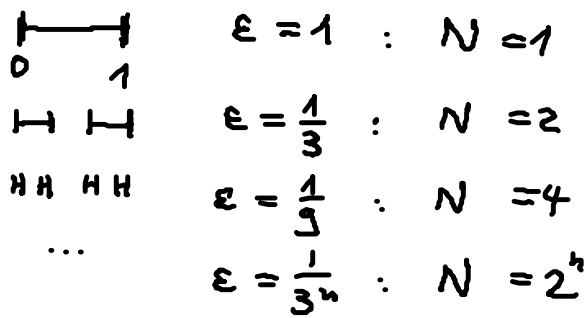 ε = 1 : N = 1
0 1
ε = 1/3 : N = 2
ε = 1/9 : N = 4
...
ε = 1/3ⁿ : N = 2ⁿ